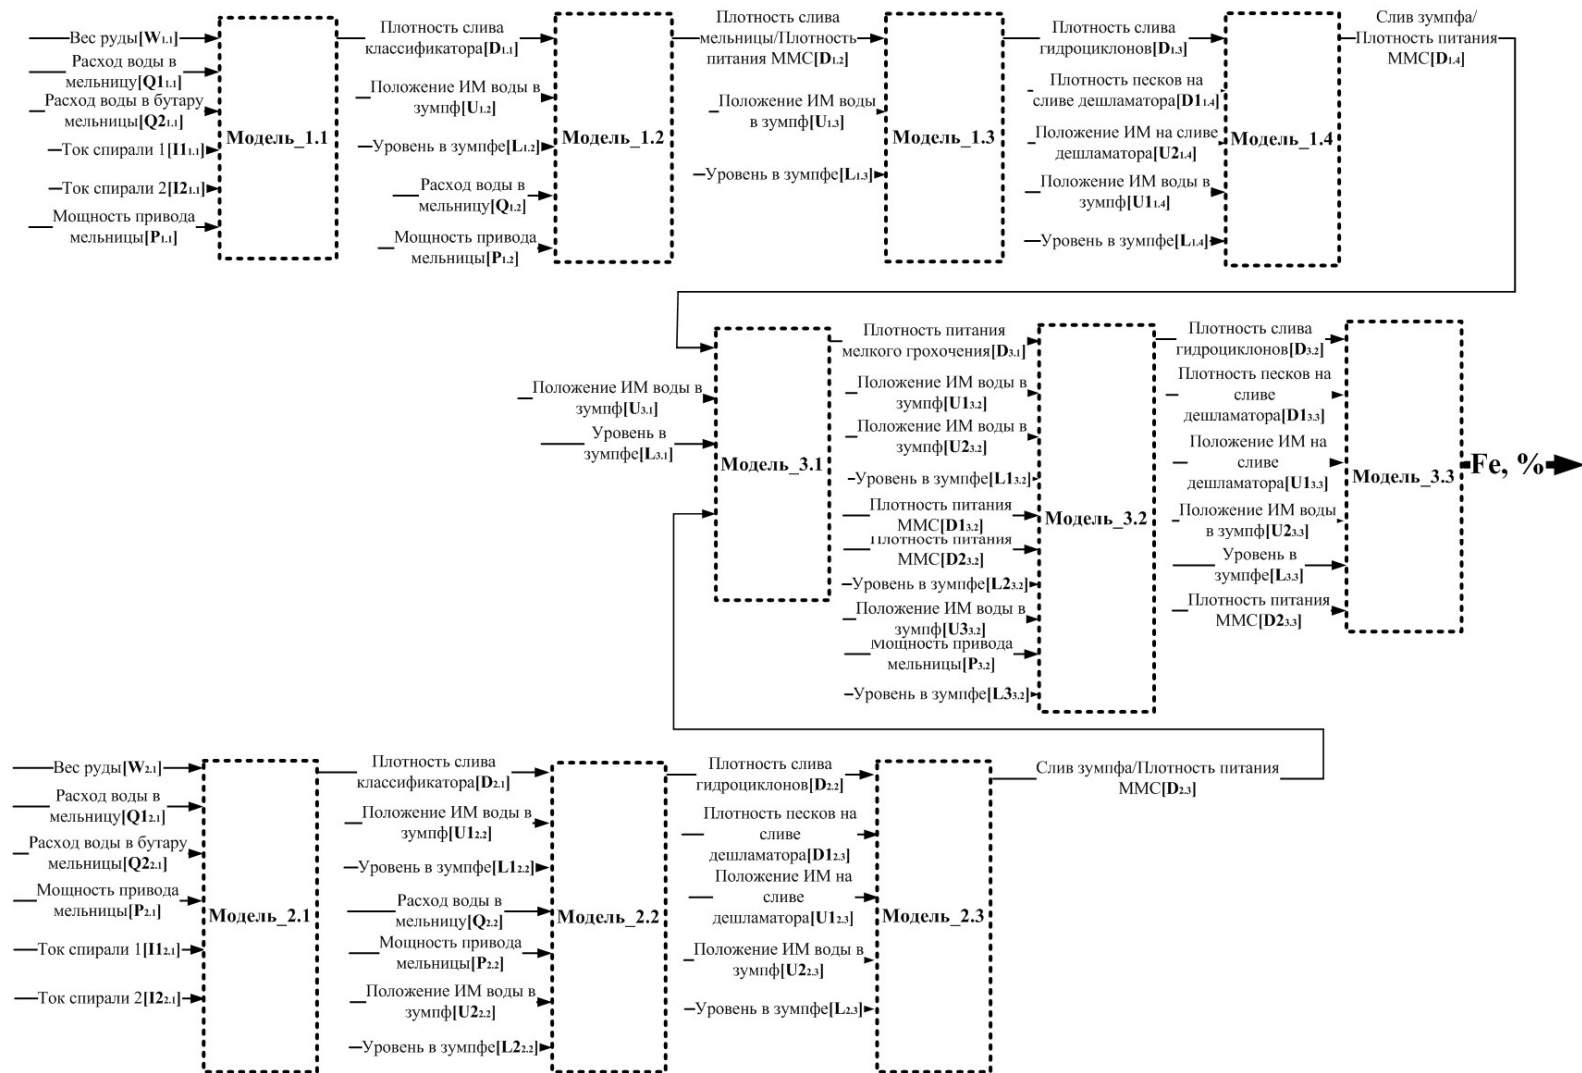 Вес руды[W1.1]
Расход воды в
мельницу[Q11.1]
Расход воды в бутару
мельницы[Q21.1]
Ток спирали 1[I11.1]
Ток спирали 2[I21.1]
Мощность привода
мельницы[P1.1]
Модель_1.1
Плотность слива
классификатора[D1.1]
Положение ИМ воды в
зумпф[U1.2]
Уровень в зумпфе[L1.2]
Расход воды в
мельницу[Q1.2]
Мощность привода
мельницы[P1.2]
Модель_1.2
Плотность слива
мельницы/Плотность
питания ММС[D1.2]
Положение ИМ воды
в зумпф[U1.3]
Уровень в зумпфе[L1.3]
Модель_1.3
Плотность слива
гидроциклонов[D1.3]
Плотность песков на
сливе дешламатора[D11.4]
Положение ИМ на сливе
дешламатора[U21.4]
Положение ИМ воды в
зумпф[U11.4]
Уровень в зумпфе[L1.4]
Модель_1.4
Слив зумпфа/
Плотность питания
ММС[D1.4]
Положение ИМ воды в
зумпф[U3.1]
Уровень в
зумпфе[L3.1]
Модель_3.1
Плотность питания
мелкого грохочения[D3.1]
Положение ИМ воды в
зумпф[U13.2]
Положение ИМ воды в
зумпф[U23.2]
Уровень в зумпфе[L13.2]
Плотность питания
ММС[D13.2]
Плотность питания
ММС[D23.2]
Уровень в зумпфе[L23.2]
Положение ИМ воды в
зумпф[U33.2]
Мощность привода
мельницы[P3.2]
Уровень в зумпфе[L33.2]
Модель_3.2
Плотность слива
гидроциклонов[D3.2]
Плотность песков на
сливе
дешламатора[D13.3]
Положение ИМ на
сливе
дешламатора[U13.3]
Положение ИМ воды
в зумпф[U23.3]
Уровень в
зумпфе[L3.3]
Плотность питания
ММС[D23.3]
Модель_3.3
Fe, %
Вес руды[W2.1]
Расход воды в
мельницу[Q12.1]
Расход воды в бутару
мельницы[Q22.1]
Мощность привода
мельницы[P2.1]
Ток спирали 1[I12.1]
Ток спирали 2[I22.1]
Модель_2.1
Плотность слива
классификатора[D2.1]
Положение ИМ воды в
зумпф[U12.2]
Уровень в зумпфе[L12.2]
Расход воды в
мельницу[Q2.2]
Мощность привода
мельницы[P2.2]
Положение ИМ воды в
зумпф[U22.2]
Уровень в зумпфе[L22.2]
Модель_2.2
Плотность слива
гидроциклонов[D2.2]
Плотность песков на
сливе
дешламатора[D12.3]
Положение ИМ на
сливе
дешламатора[U12.3]
Положение ИМ воды в
зумпф[U22.3]
Уровень в зумпфе[L2.3]
Модель_2.3
Слив зумпфа/Плотность питания
ММС[D2.3]